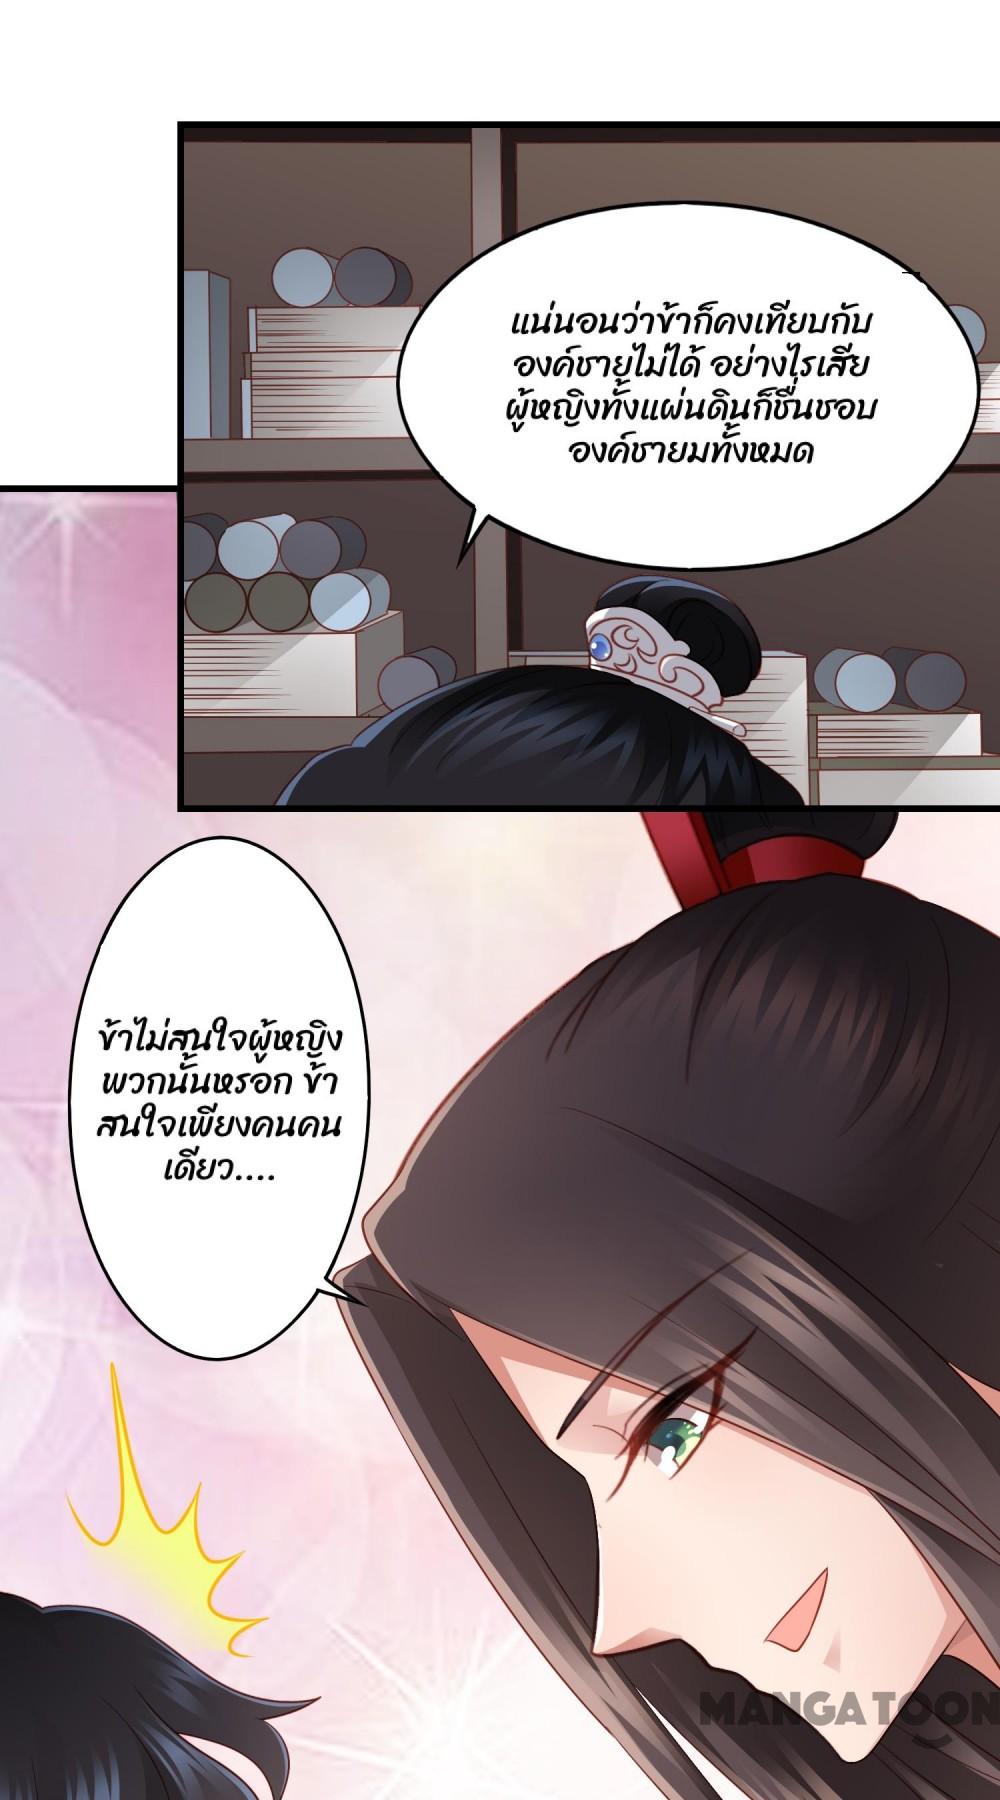 แน่นอนว่าข้าก็คงเทียบกับ
องค์ชายไม่ได้ อย่างไรเสีย
ผู้หญิงทั้งแผ่นดินก็ชื่นชอบ
องค์ชายมทั้งหมด
ข้าไม่สนใจผู้หญิง
พวกนั้นหรอก ข้า
สนใจเพียงคนคน
เดียว....
MANGATOON